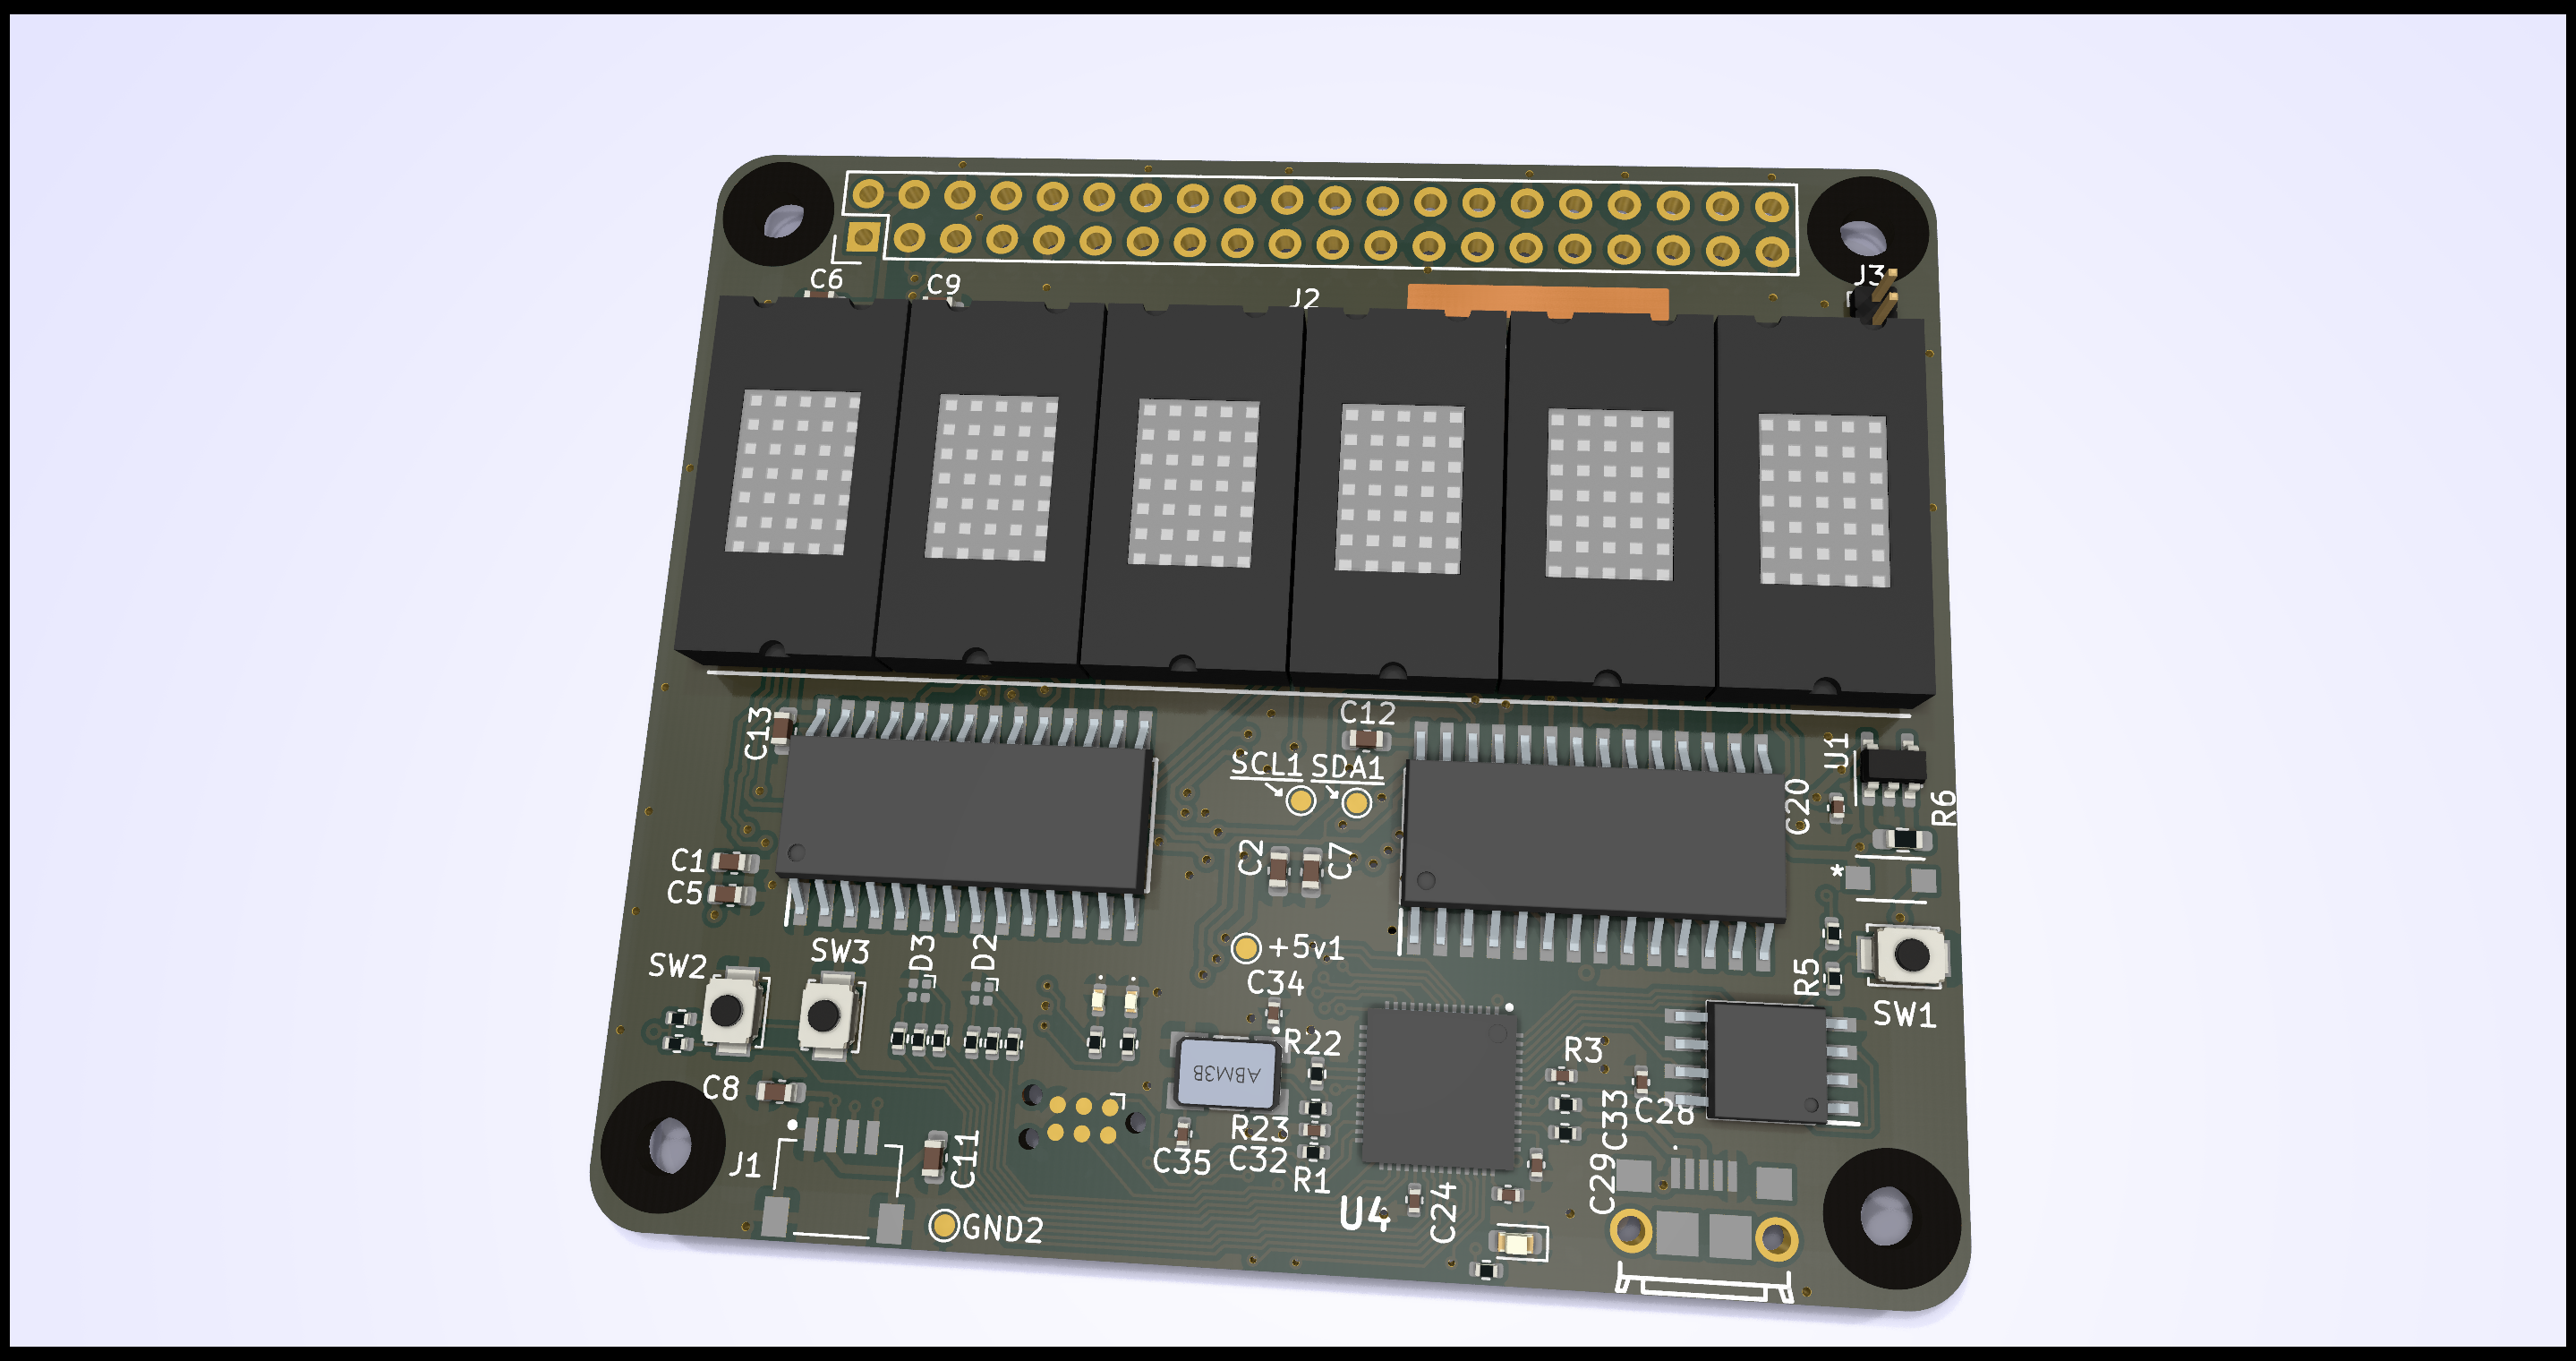 C6
C9
J2
J3
C13
C12
U1
SCL1 SDA1
C20
R6
C1
C2
C7
C5
*
SW3
D3
D2
+5v1
SW2
C34
R5
SW1
R22
R3
ABM3B
C8
C33
C28
R23
J1
C11
C35
C32
R1
C29
U4
C24
GND2